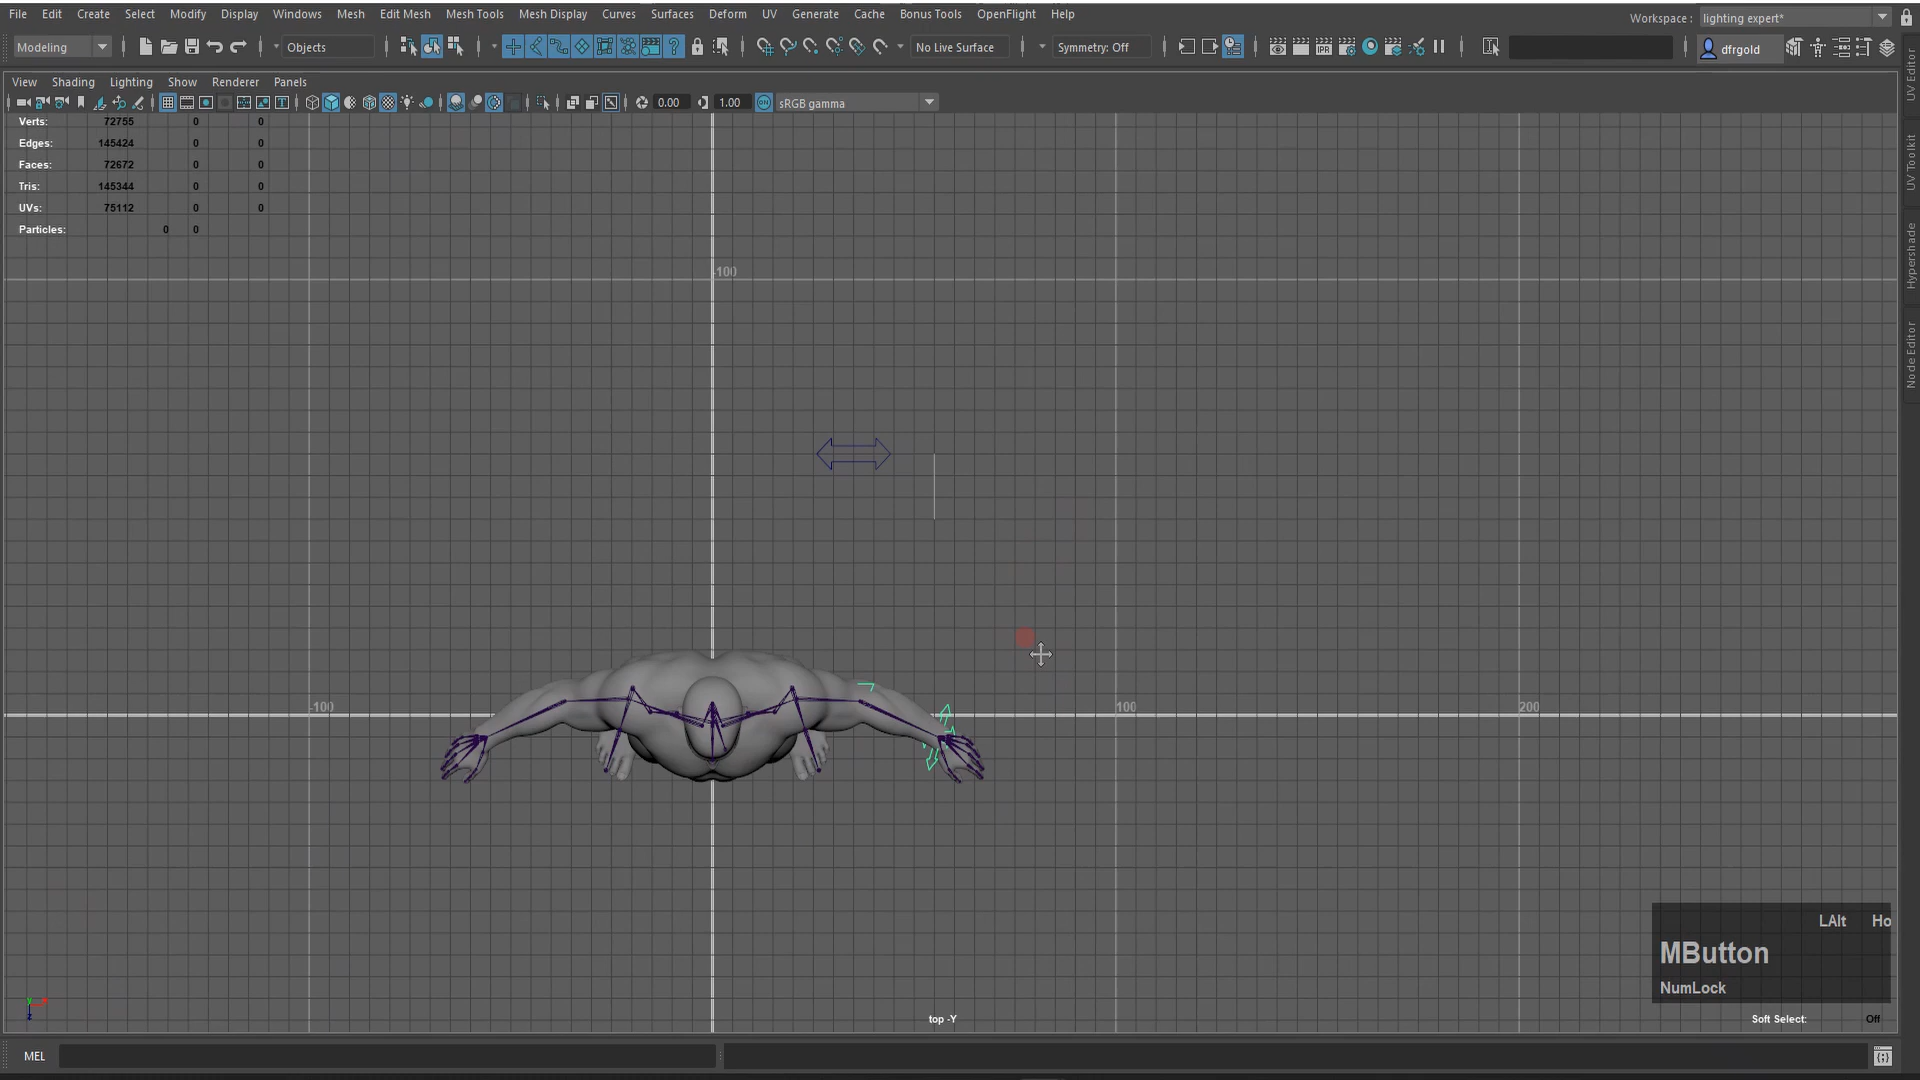 File Edit Create Select Modify Display Windows Mesh Edit Mesh Mesh Tools Mesh Display Curves Surfaces Deform UV Generate Cache Bonus Tools OpenFlight Help
Workspace : lighting expert*
Modeling Objects No Live Surface Symmetry: Off dfrgold
View Shading Lighting Show Renderer Panels
0.00 1.00 ON sRGB gamma
Verts: 72755 0 0
Edges: 145424 0 0
Faces: 72672 0 0
Tris: 145344 0 0
UVs: 75112 0 0
Particles: 0 0
UV Editor
UV Toolkit
Hypershade
Node Editor
-100
-100 100 200
LAlt Ho
MButton
NumLock
y
z
top -Y
Soft Select: Off
MEL